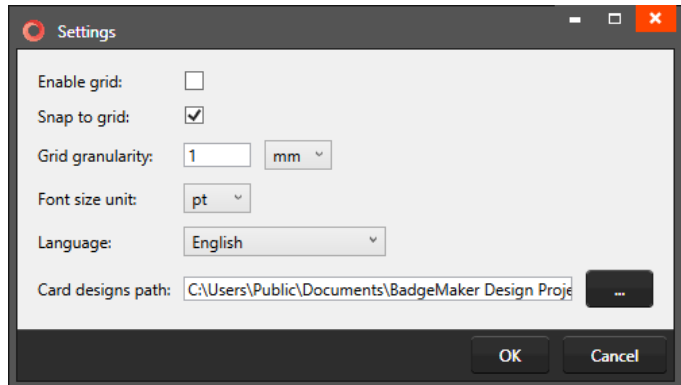 Settings
Enable grid:
Snap to grid:
Grid granularity: 1 mm
Font size unit: pt
Language: English
Card designs path: C:\Users\Public\Documents\BadgeMaker Design Proje ...
OK Cancel